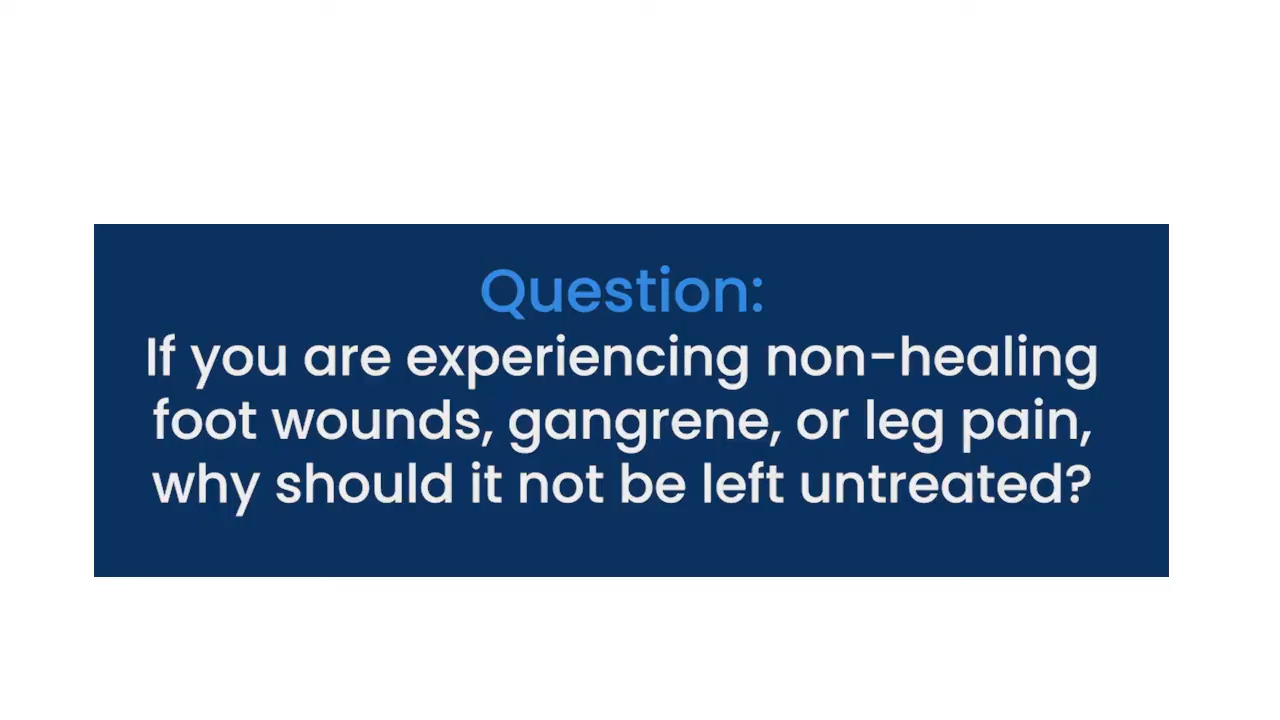 Question:
If you are experiencing non-healing
foot wounds, gangrene, or leg pain,
why should it not be left untreated?